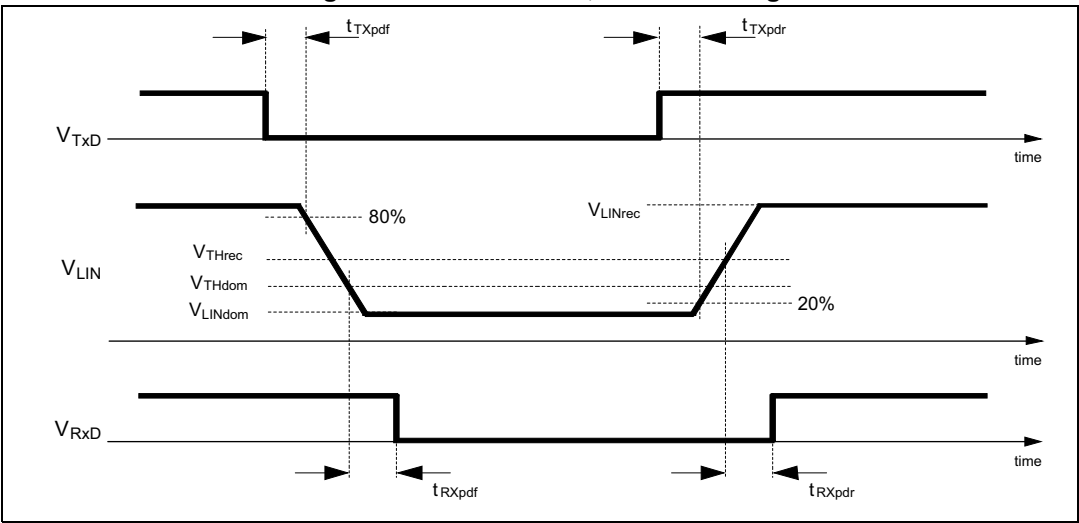 tTXpdf
tTXpdr
VTxD
time
80%
VLINrec
VTHrec
VLIN
VTHdom
20%
VLINdom
time
VRxD
time
tRXpdf
tRXpdr